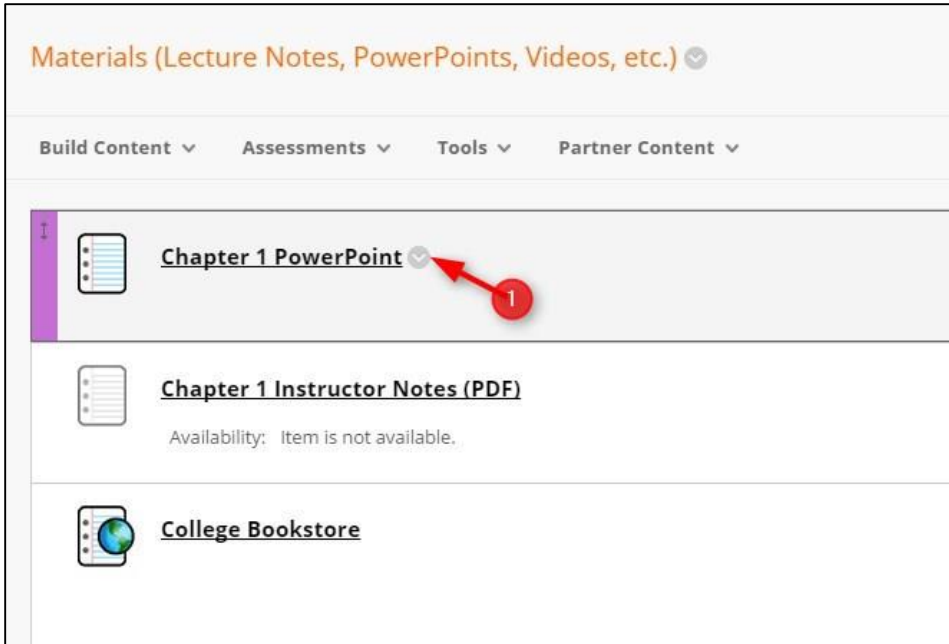 Materials (Lecture Notes, PowerPoints, Videos, etc.)
Build Content Assessments Tools Partner Content
Chapter 1 PowerPoint
1
Chapter 1 Instructor Notes (PDF)
Availability: Item is not available.
College Bookstore